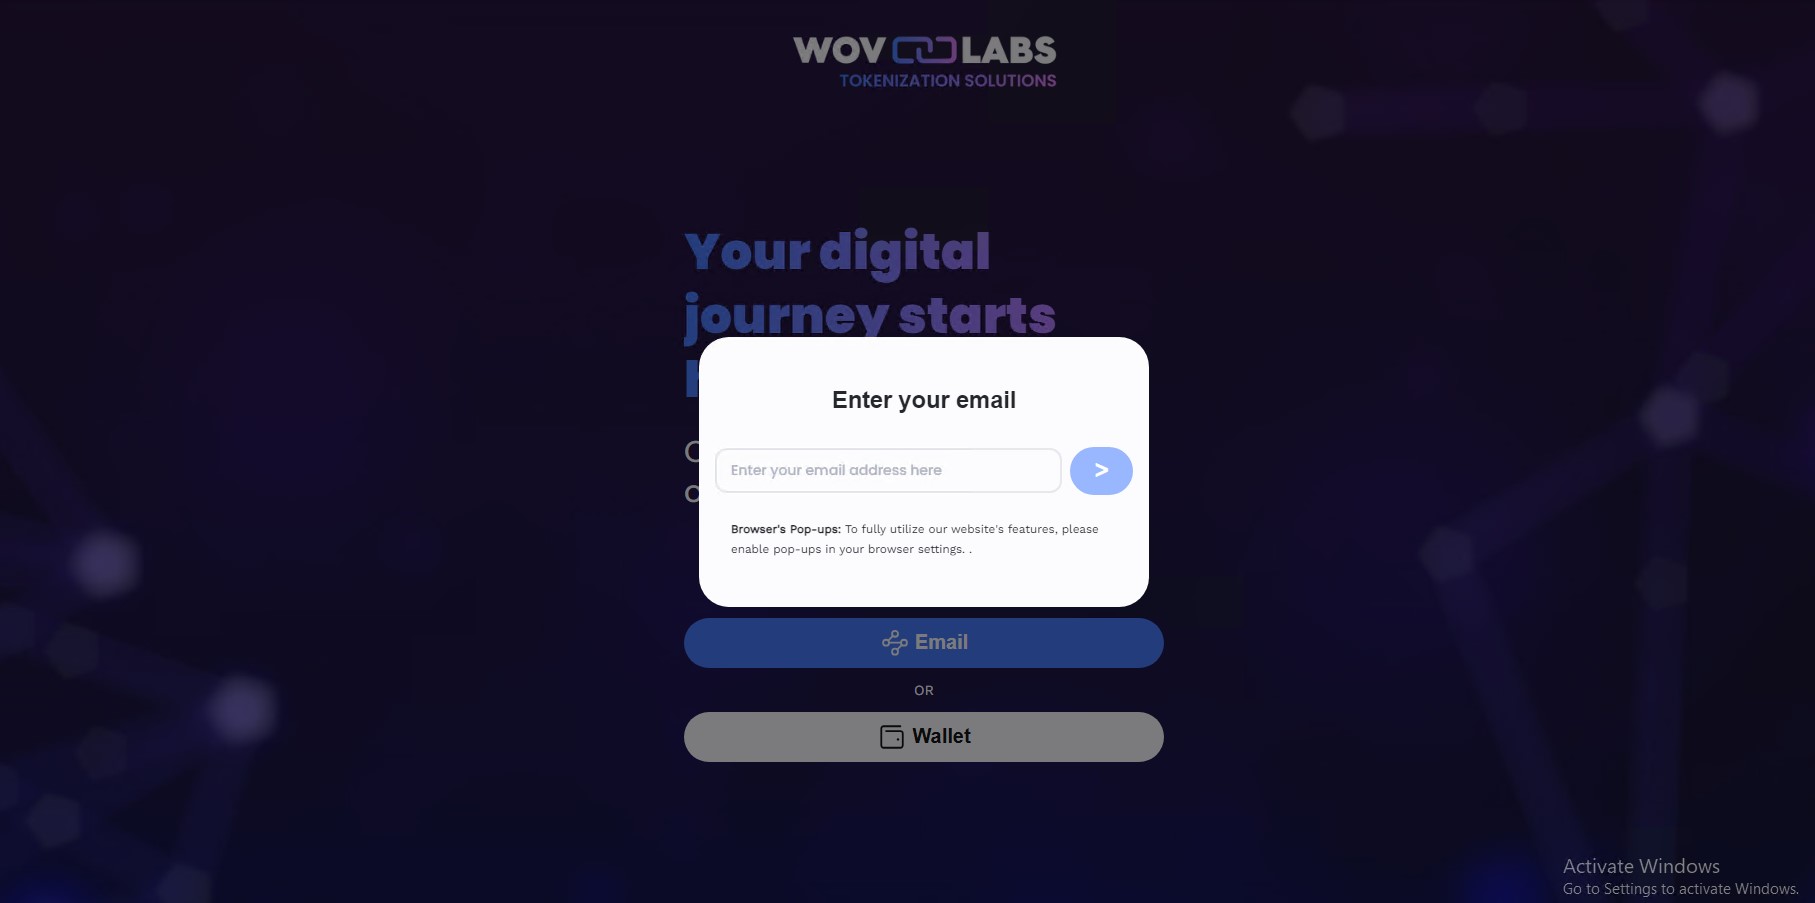 WOV LABS
TOKENIZATION SOLUTIONS
Your digital
journey starts
Enter your email
Enter your email address here
>
Browser's Pop-ups: To fully utilize our website's features, please
enable pop-ups in your browser settings. .
Email
OR
Wallet
Activate Windows
Go to Settings to activate Windows.